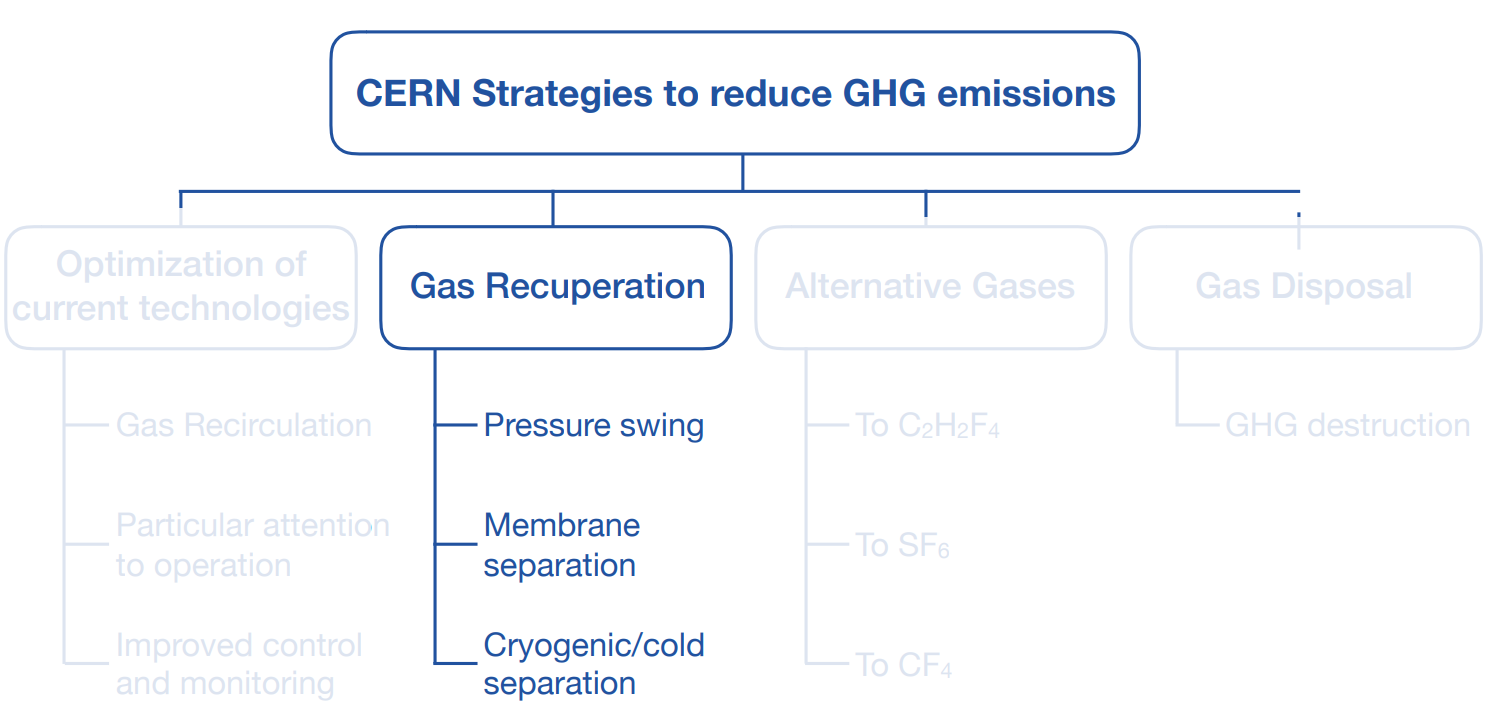 CERN Strategies to reduce GHG emissions
Optimization of
current technologies
Gas Recirculation
Particular attention
to operation
Improved control
and monitoring
Gas Recuperation
Pressure swing
Membrane
separation
Cryogenic/cold
separation
Alternative Gases
To C₂H₂F₄
To SF₆
To CF₄
Gas Disposal
GHG destruction